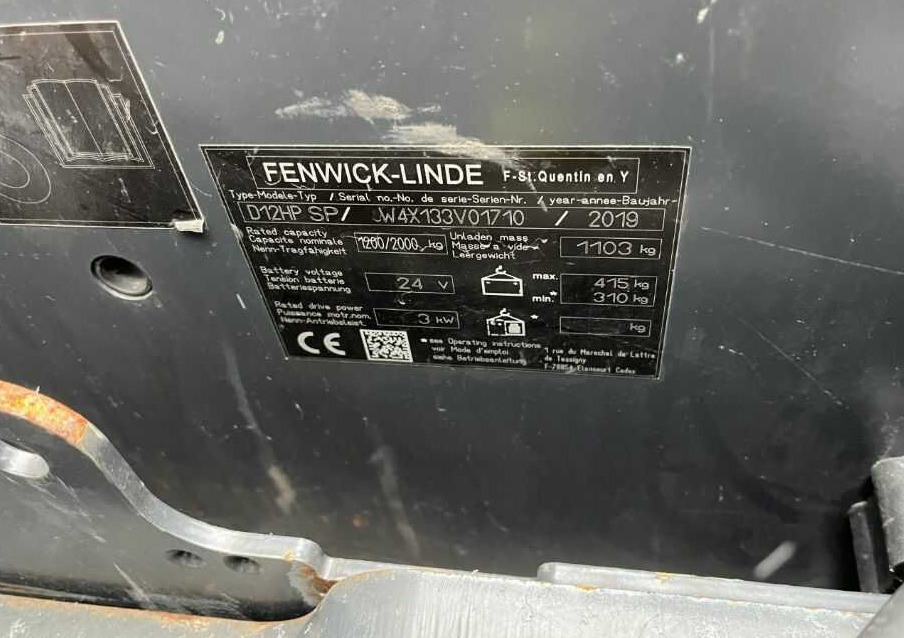 FENWICK-LINDE F-St.Quentin en Y
Type-Modele-Typ / Serial no.-No. de serie-Serien-Nr. / year-annee-Baujahr
D12HP SP/ W4X133V01710 / 2019
Rated capacity
Capacite nominale
Nenn-Tragfahigkeit
1200/2000 kg
Unladen mass
Masse a vide
Leergewicht
1103 kg
Battery voltage
Tension batterie
Batteriespannung
24 V
max. 415 kg
min.* 310 kg
Rated drive power
Puissance motr.nom.
Nenn-Antriebsleist.
3 kW
* kg
CE
* see Operating instructions
voir Mode d'emploi
siehe Betriebsanleitung
1 rue du Marechal de Lattre
de Tassigny
F-78854 Elancourt Cedex